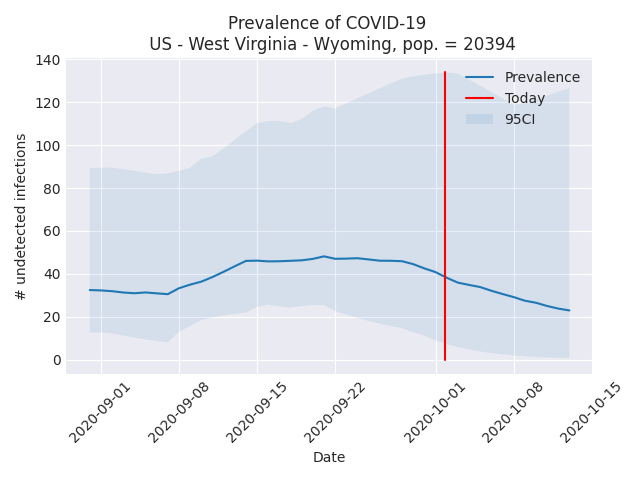 Prevalence of COVID-19
US - West Virginia - Wyoming, pop. = 20394
140
120
100
80
60
40
20
0
# undetected infections
Prevalence
Today
95CI
2020-09-01
2020-09-08
2020-09-15
2020-09-22
2020-10-01
2020-10-08
2020-10-15
Date